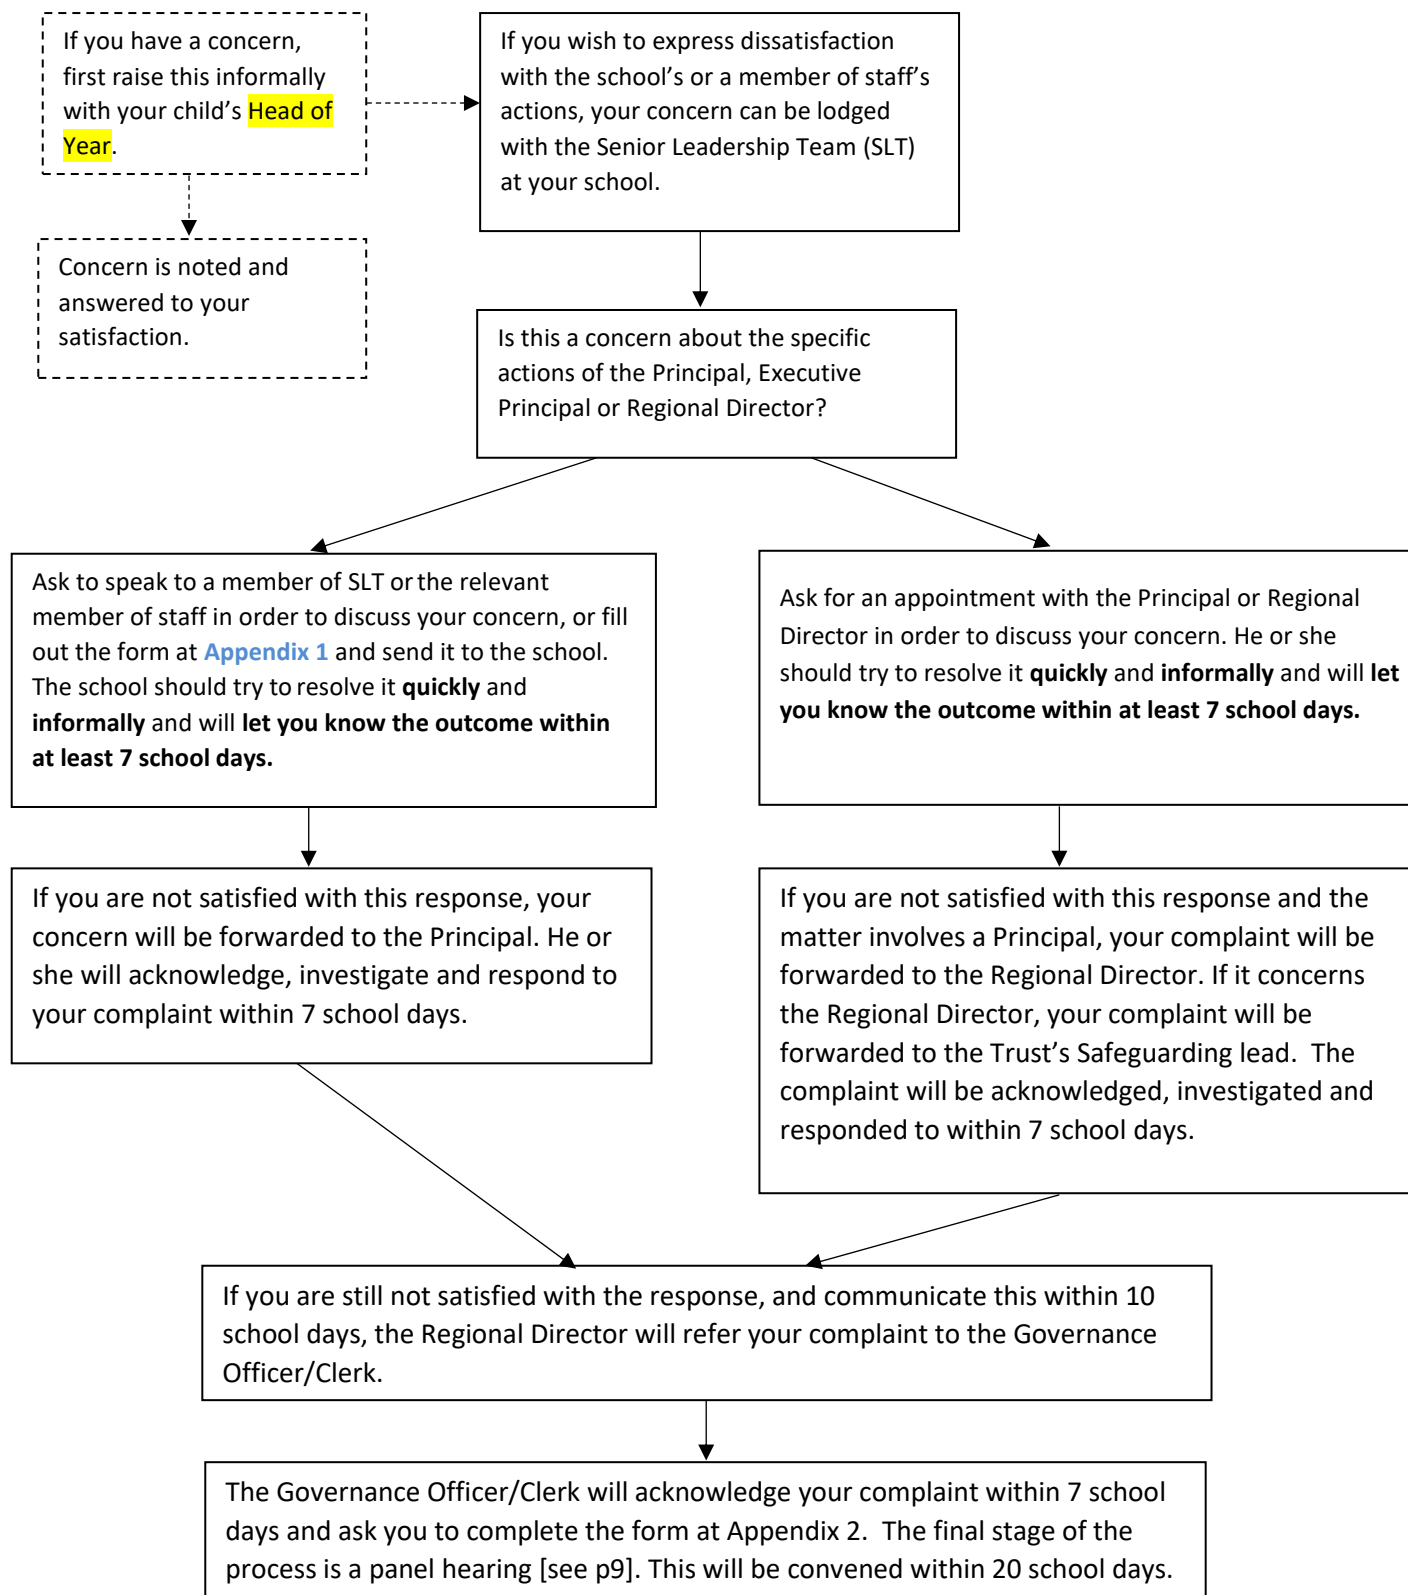 If you have a concern,
first raise this informally
with your child’s Head of
Year.
If you wish to express dissatisfaction
with the school’s or a member of staff’s
actions, your concern can be lodged
with the Senior Leadership Team (SLT)
at your school.
Concern is noted and
answered to your
satisfaction.
Is this a concern about the specific
actions of the Principal, Executive
Principal or Regional Director?
Ask to speak to a member of SLT or the relevant
member of staff in order to discuss your concern, or fill
out the form at Appendix 1 and send it to the school.
The school should try to resolve it quickly and
informally and will let you know the outcome within
at least 7 school days.
Ask for an appointment with the Principal or Regional
Director in order to discuss your concern. He or she
should try to resolve it quickly and informally and will let
you know the outcome within at least 7 school days.
If you are not satisfied with this response, your
concern will be forwarded to the Principal. He or
she will acknowledge, investigate and respond to
your complaint within 7 school days.
If you are not satisfied with this response and the
matter involves a Principal, your complaint will be
forwarded to the Regional Director. If it concerns
the Regional Director, your complaint will be
forwarded to the Trust’s Safeguarding lead.  The
complaint will be acknowledged, investigated and
responded to within 7 school days.
If you are still not satisfied with the response, and communicate this within 10
school days, the Regional Director will refer your complaint to the Governance
Officer/Clerk.
The Governance Officer/Clerk will acknowledge your complaint within 7 school
days and ask you to complete the form at Appendix 2.  The final stage of the
process is a panel hearing [see p9]. This will be convened within 20 school days.